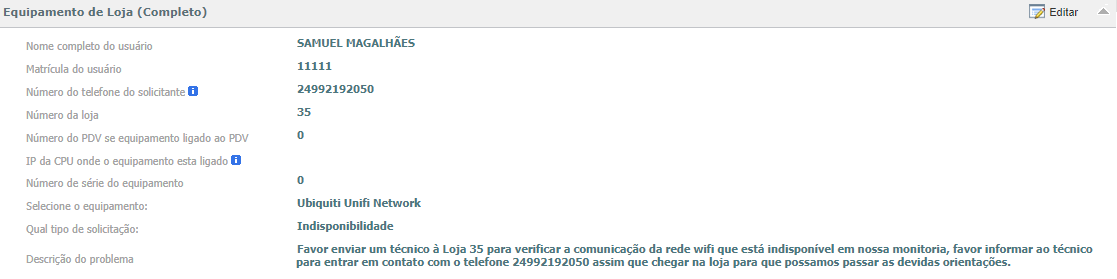 Equipamento de Loja (Completo) Editar
Nome completo do usuário SAMUEL MAGALHÃES
Matrícula do usuário 11111
Número do telefone do solicitante 24992192050
Número da loja 35
Número do PDV se equipamento ligado ao PDV 0
IP da CPU onde o equipamento esta ligado
Número de série do equipamento 0
Selecione o equipamento: Ubiquiti Unifi Network
Qual tipo de solicitação: Indisponibilidade
Descrição do problema Favor enviar um técnico à Loja 35 para verificar a comunicação da rede wifi que está indisponível em nossa monitoria, favor informar ao técnico
para entrar em contato com o telefone 24992192050 assim que chegar na loja para que possamos passar as devidas orientações.